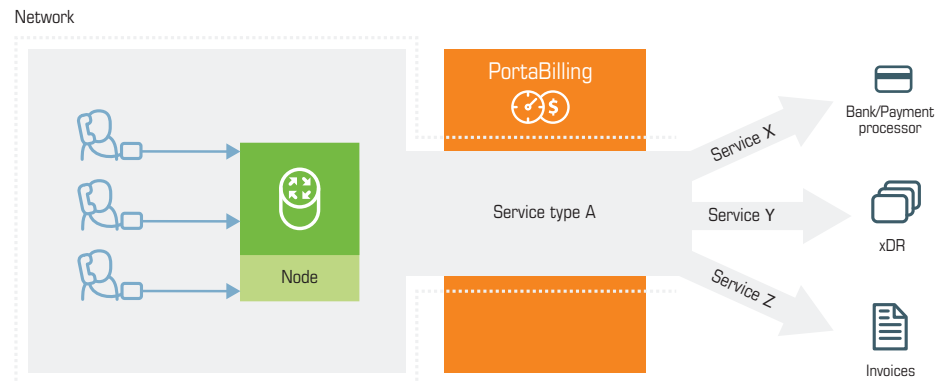 Network
PortaBilling
$
Bank/Payment
processor
Service X
Service type A
Service Y
xDR
Node
Service Z
Invoices